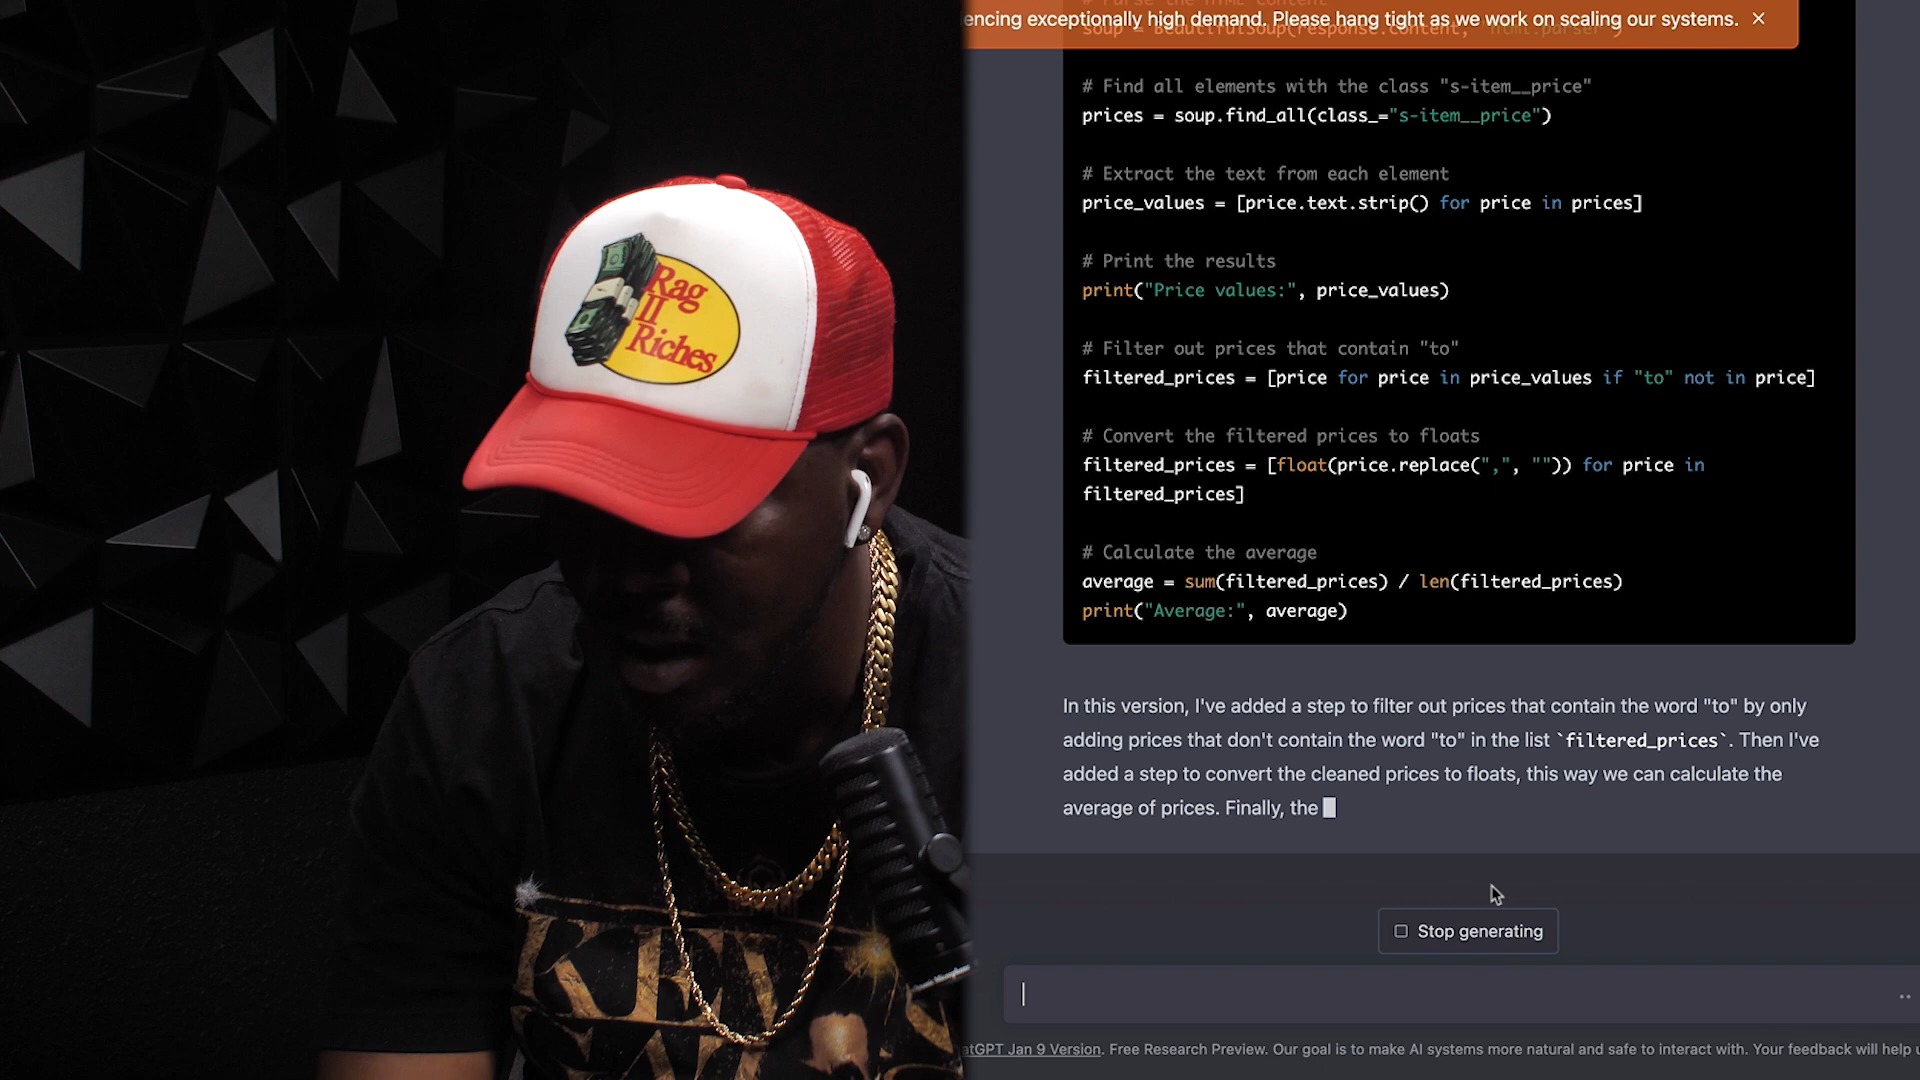 encing exceptionally high demand. Please hang tight as we work on scaling our systems. ×
# Find all elements with the class "s-item__price"
prices = soup.find_all(class_="s-item__price")
# Extract the text from each element
price_values = [price.text.strip() for price in prices]
# Print the results
print("Price values:", price_values)
# Filter out prices that contain "to"
filtered_prices = [price for price in price_values if "to" not in price]
# Convert the filtered prices to floats
filtered_prices = [float(price.replace(",", "")) for price in
filtered_prices]
# Calculate the average
average = sum(filtered_prices) / len(filtered_prices)
print("Average:", average)
In this version, I've added a step to filter out prices that contain the word "to" by only
adding prices that don't contain the word "to" in the list `filtered_prices`. Then I've
added a step to convert the cleaned prices to floats, this way we can calculate the
average of prices. Finally, the
Stop generating
atGPT Jan 9 Version. Free Research Preview. Our goal is to make AI systems more natural and safe to interact with. Your feedback will help u
Rag
II
Riches